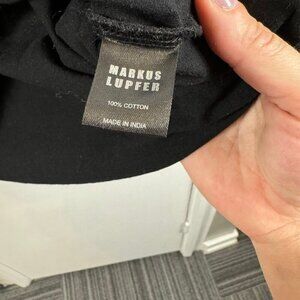 MARKUS
LUPFER
100% COTTON
MADE IN INDIA